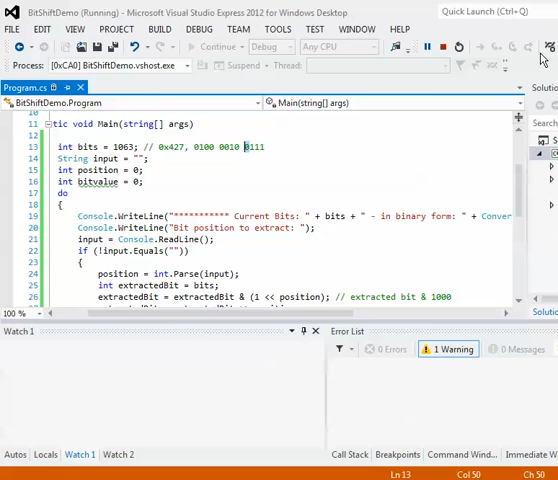 BitShiftDemo (Running) - Microsoft Visual Studio Express 2012 for Windows Desktop
Quick Launch (Ctrl+Q)
FILE EDIT VIEW PROJECT BUILD DEBUG TEAM TOOLS TEST WINDOW HELP
Continue Debug Any CPU
Process: [0xCA0] BitShiftDemo.vshost.exe Suspend Thread:
Program.cs
Solutio
BitShiftDemo.Program Main(string[] args)
11 tic void Main(string[] args)
12
13 int bits = 1063; // 0x427, 0100 0010 0111
14 String input = "";
15 int position = 0;
16 int bitvalue = 0;
17 do
18 {
19 Console.WriteLine("*********** Current Bits: " + bits + " - in binary form: " + Conver
20 Console.WriteLine("Bit position to extract: ");
21 input = Console.ReadLine();
22 if (!input.Equals(""))
23 {
24 position = int.Parse(input);
25 int extractedBit = bits;
26 extractedBit = extractedBit & (1 << position); // extracted bit & 1000
100 %
Solutio
Watch 1 Error List
0 Errors 1 Warning 0 Messages
Autos Locals Watch 1 Watch 2 Call Stack Breakpoints Command Wind... Immediate W
Ln 13 Col 50 Ch 50